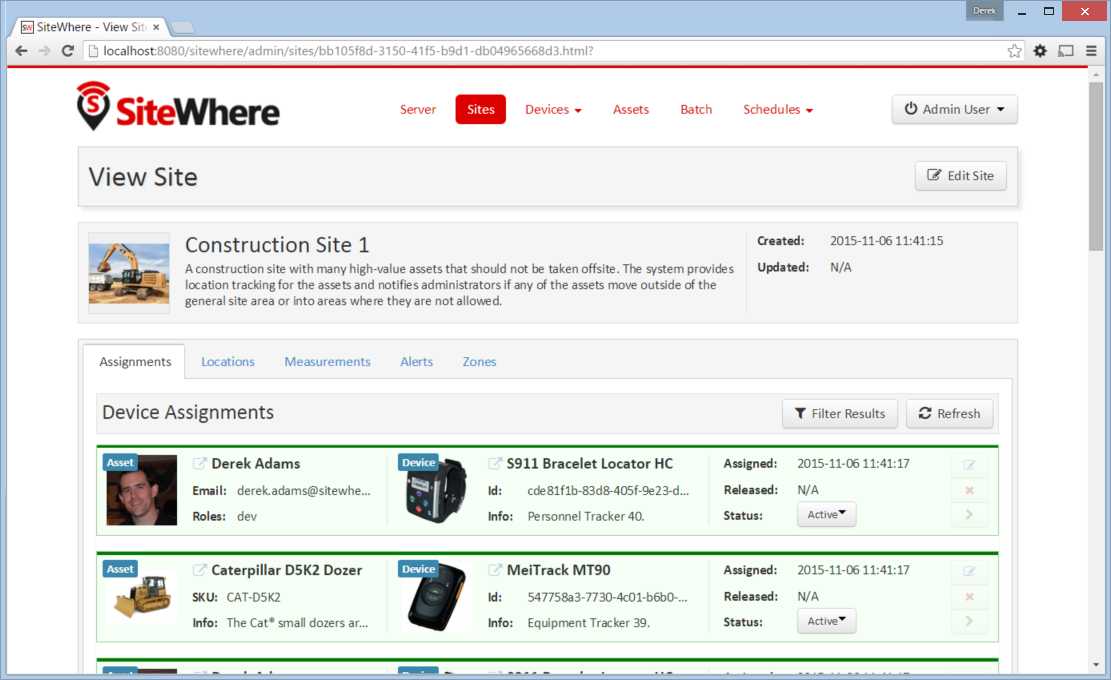 Derek
SiteWhere - View Sit
localhost:8080/sitewhere/admin/sites/bb105f8d-3150-41f5-b9d1-db04965668d3.html?
SiteWhere
Server
Sites
Devices
Assets
Batch
Schedules
Admin User
View Site
Edit Site
Construction Site 1
A construction site with many high-value assets that should not be taken offsite. The system provides
location tracking for the assets and notifies administrators if any of the assets move outside of the
general site area or into areas where they are not allowed.
Created: 2015-11-06 11:41:15
Updated: N/A
Assignments
Locations
Measurements
Alerts
Zones
Device Assignments
Filter Results
Refresh
Asset
Derek Adams
Email: derek.adams@sitewhe...
Roles: dev
Device
S911 Bracelet Locator HC
Id: cde81f1b-83d8-405f-9e23-d...
Info: Personnel Tracker 40.
Assigned: 2015-11-06 11:41:17
Released: N/A
Status: Active
Asset
Caterpillar D5K2 Dozer
SKU: CAT-D5K2
Info: The Cat® small dozers ar...
Device
MeiTrack MT90
Id: 547758a3-7730-4c01-b6b0-...
Info: Equipment Tracker 39.
Assigned: 2015-11-06 11:41:17
Released: N/A
Status: Active